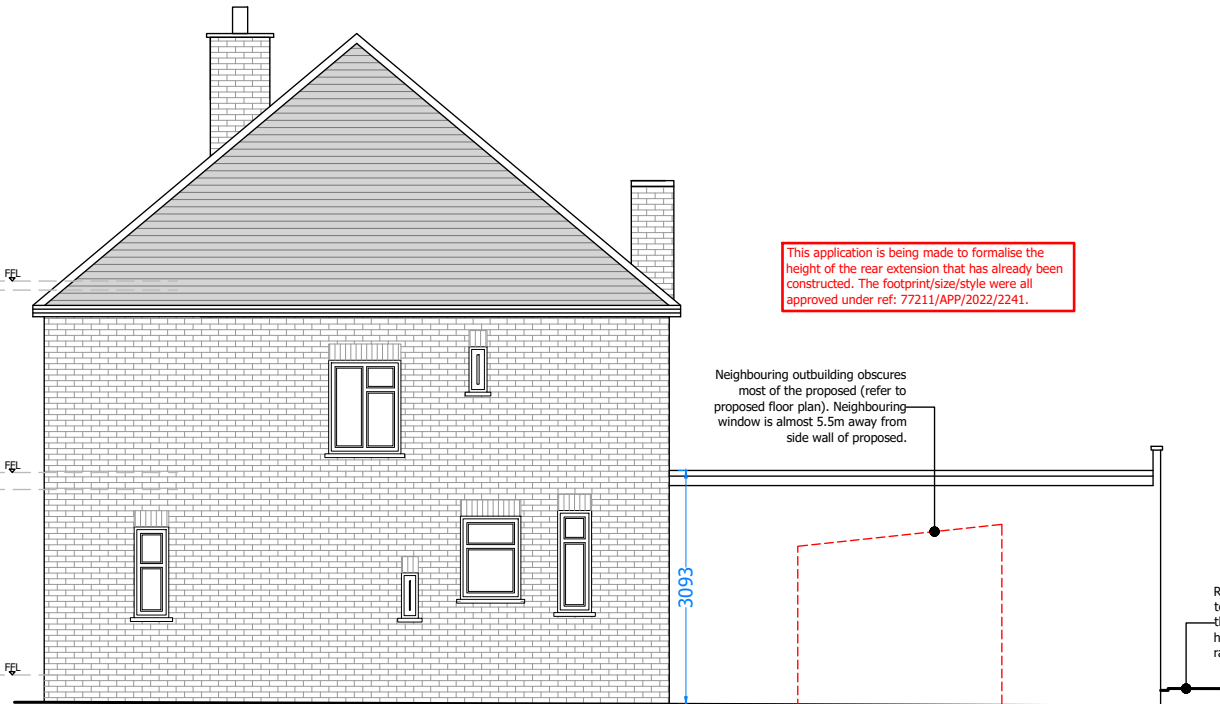 FFL
This application is being made to formalise the
height of the rear extension that has already been
constructed. The footprint/size/style were all
approved under ref: 77211/APP/2022/2241.
Neighbouring outbuilding obscures
most of the proposed (refer to
proposed floor plan). Neighbouring
window is almost 5.5m away from
side wall of proposed.
FFL
3093
FFL